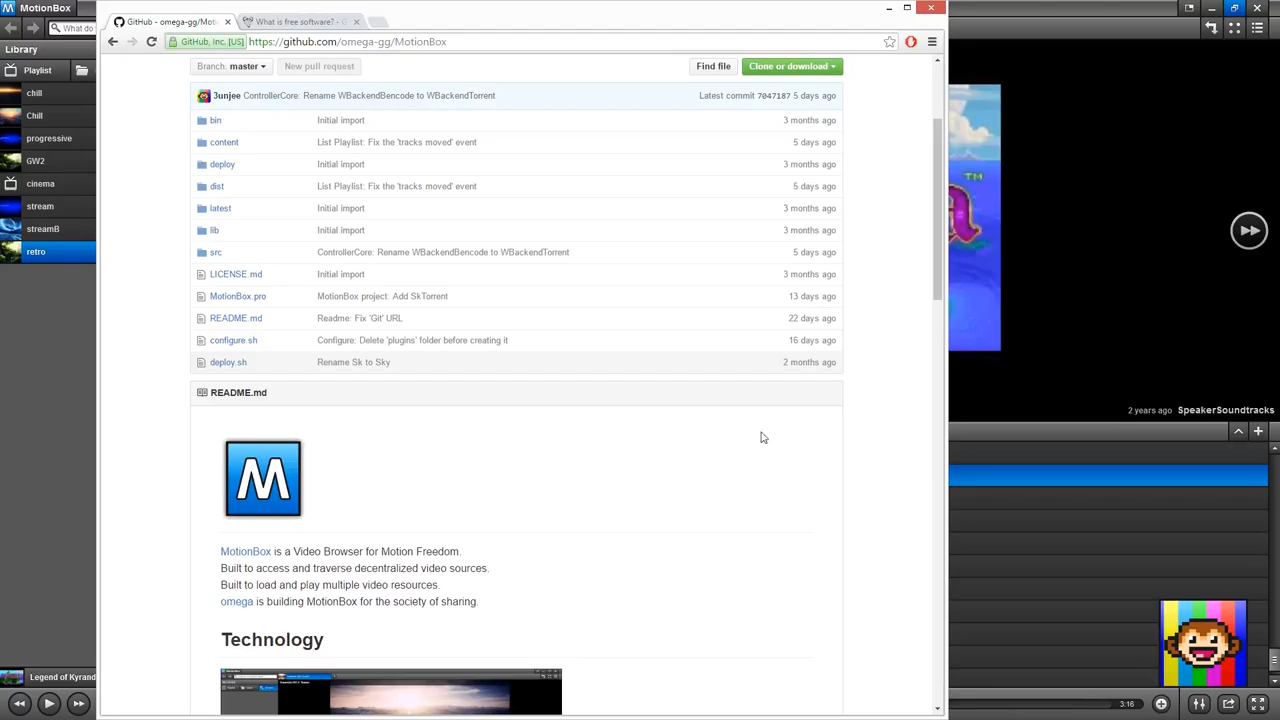 MotionBox
GitHub - omega-gg/Moti
What is free software? - G
What do
GitHub, Inc. [US]
https://github.com/omega-gg/MotionBox
Library
Playlist
chill
Chill
progressive
GW2
cinema
stream
streamB
retro
Branch: master
New pull request
Find file
Clone or download
3unjee ControllerCore: Rename WBackendBencode to WBackendTorrent
Latest commit 7047187 5 days ago
bin Initial import 3 months ago
content List Playlist: Fix the 'tracks moved' event 5 days ago
deploy Initial import 3 months ago
dist List Playlist: Fix the 'tracks moved' event 5 days ago
latest Initial import 3 months ago
lib Initial import 3 months ago
src ControllerCore: Rename WBackendBencode to WBackendTorrent 5 days ago
LICENSE.md Initial import 3 months ago
MotionBox.pro MotionBox project: Add SkTorrent 13 days ago
README.md Readme: Fix 'Git' URL 22 days ago
configure.sh Configure: Delete 'plugins' folder before creating it 16 days ago
deploy.sh Rename Sk to Sky 2 months ago
README.md
M
MotionBox is a Video Browser for Motion Freedom.
Built to access and traverse decentralized video sources.
Built to load and play multiple video resources.
omega is building MotionBox for the society of sharing.
Technology
TM
2 years ago SpeakerSoundtracks
Legend of Kyrand
3:16